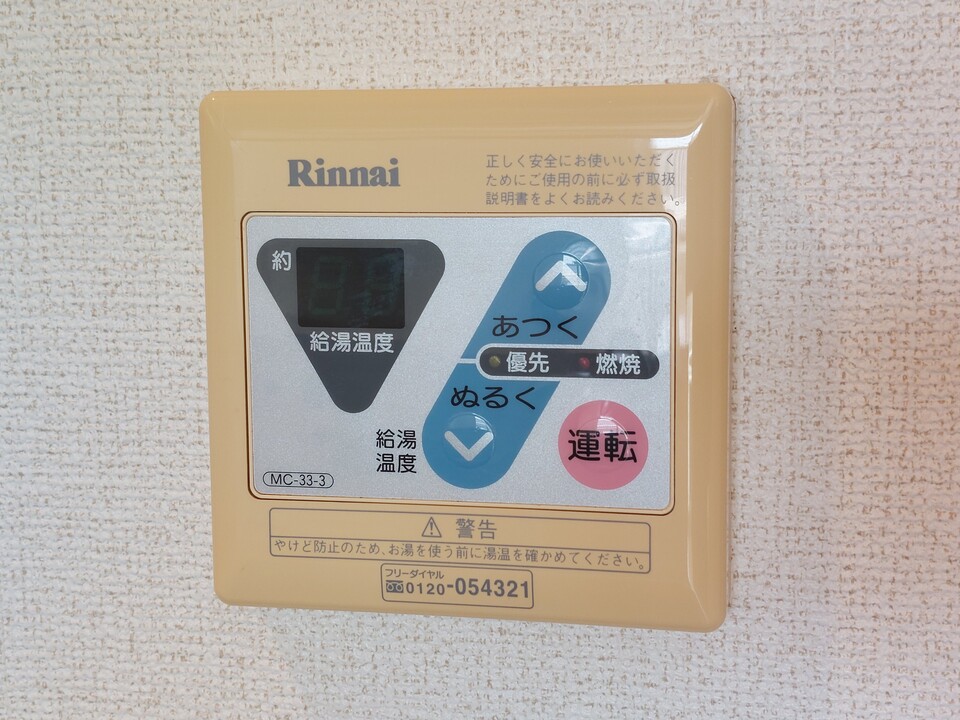 Rinnai
正しく安全にお使いいただく
ためにご使用の前に必ず取扱
説明書をよくお読みください。
約
給湯温度
あつく
優先 燃焼
ぬるく
給湯
温度
運転
MC-33-3
⚠ 警告
やけど防止のため、お湯を使う前に湯温を確かめてください。
フリーダイヤル
0120-054321